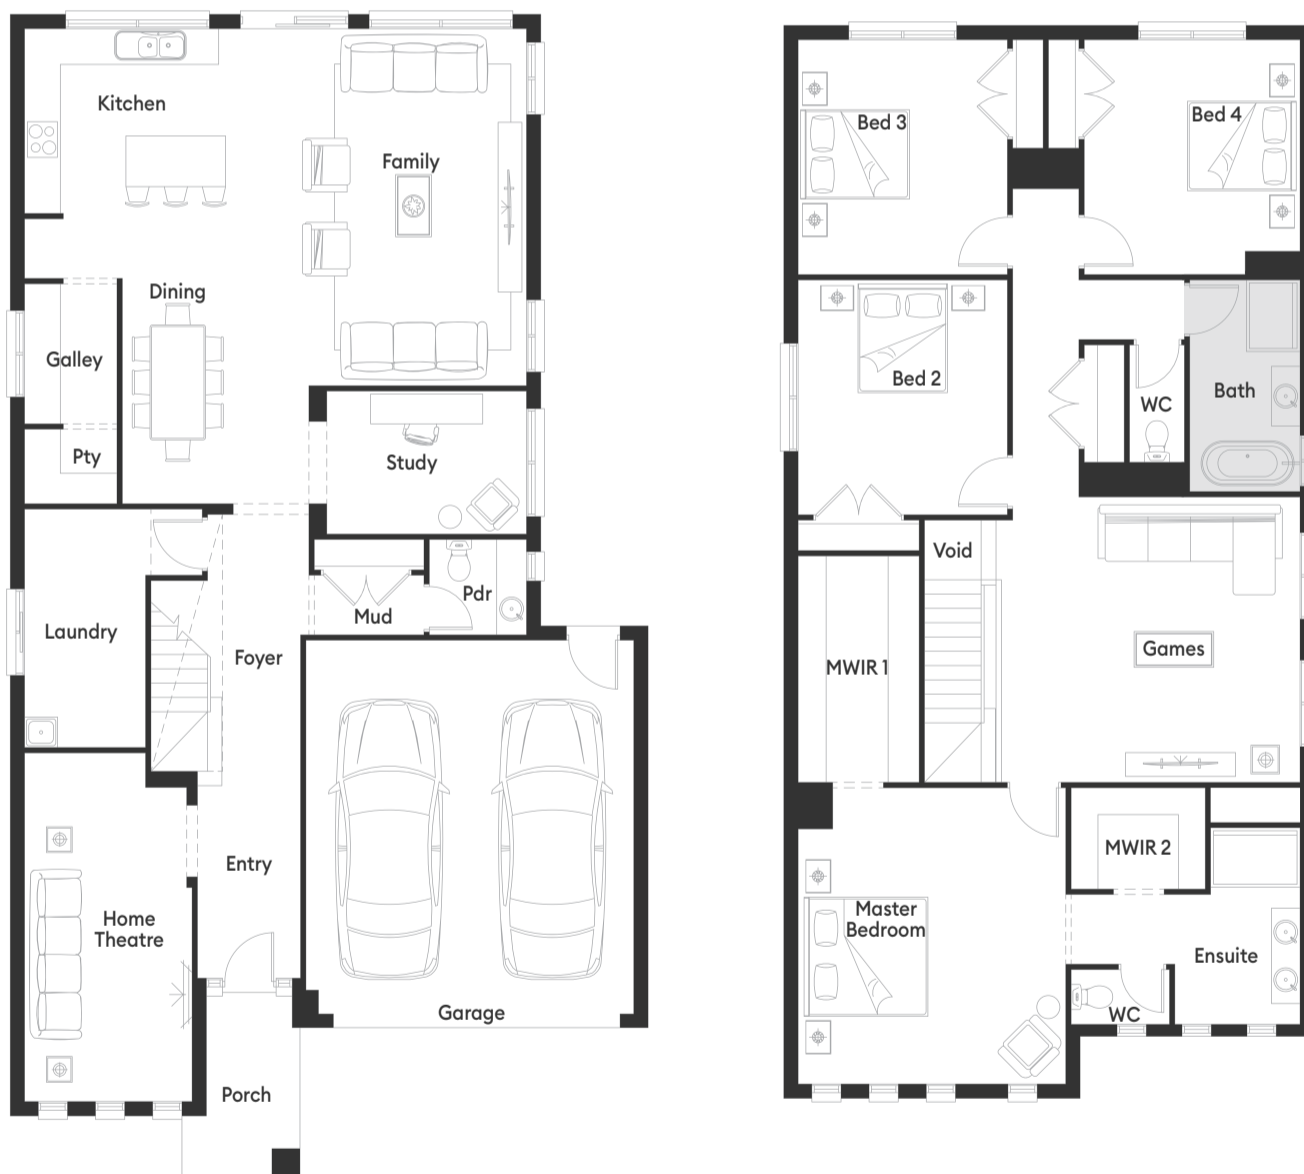 Kitchen
Family
Dining
Galley
Pty
Study
Laundry
Mud
Pdr
Foyer
Entry
Home
Theatre
Garage
Porch
Bed 3
Bed 4
Bed 2
WC
Bath
Void
MWIR 1
Games
MWIR 2
Master
Bedroom
Ensuite
WC